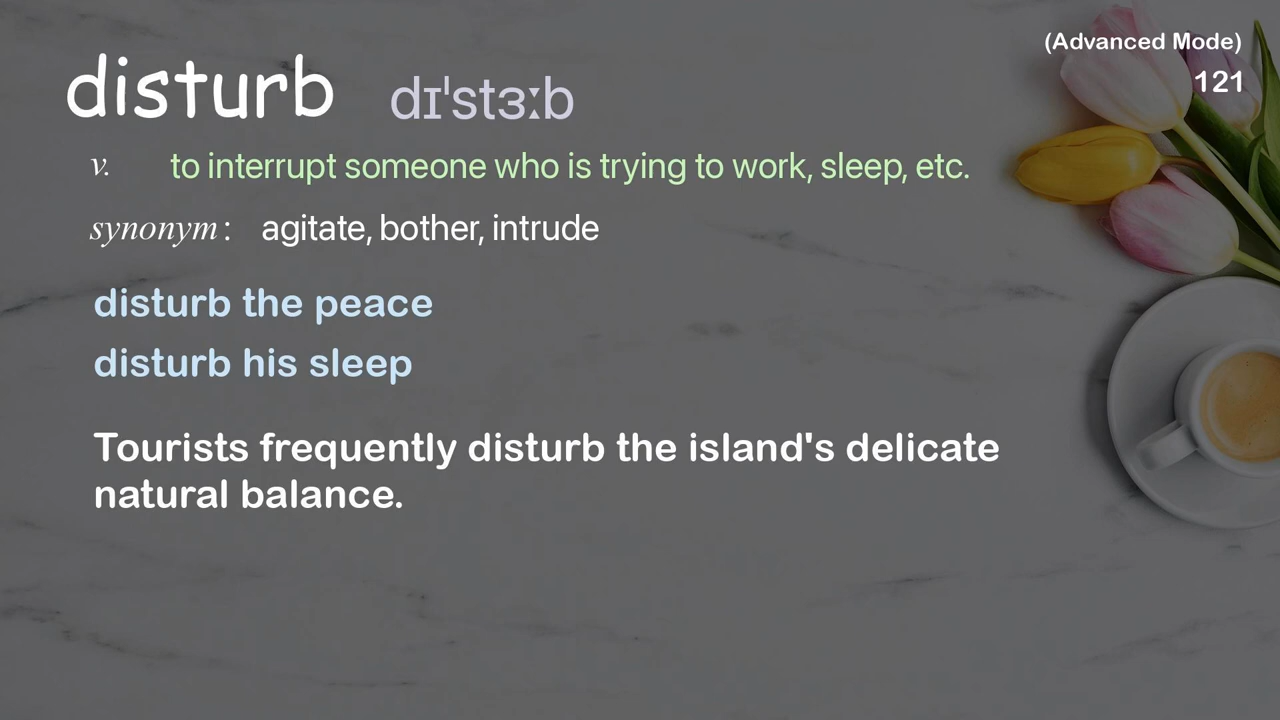 (Advanced Mode)
121
disturb dɪˈstɜːb
v. to interrupt someone who is trying to work, sleep, etc.
synonym : agitate, bother, intrude
disturb the peace
disturb his sleep
Tourists frequently disturb the island's delicate
natural balance.